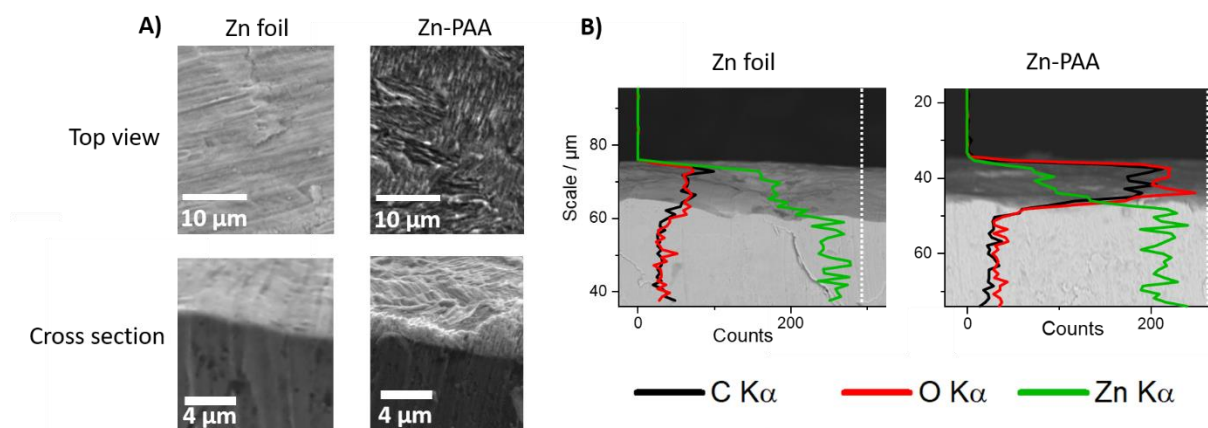 A)
Zn foil
Zn-PAA
Top view
10 µm
10 µm
Cross section
4 µm
4 µm
B)
Zn foil
Zn-PAA
Scale / µm
80
60
40
0
200
Counts
20
40
60
0
200
Counts
C Kα
O Kα
Zn Kα